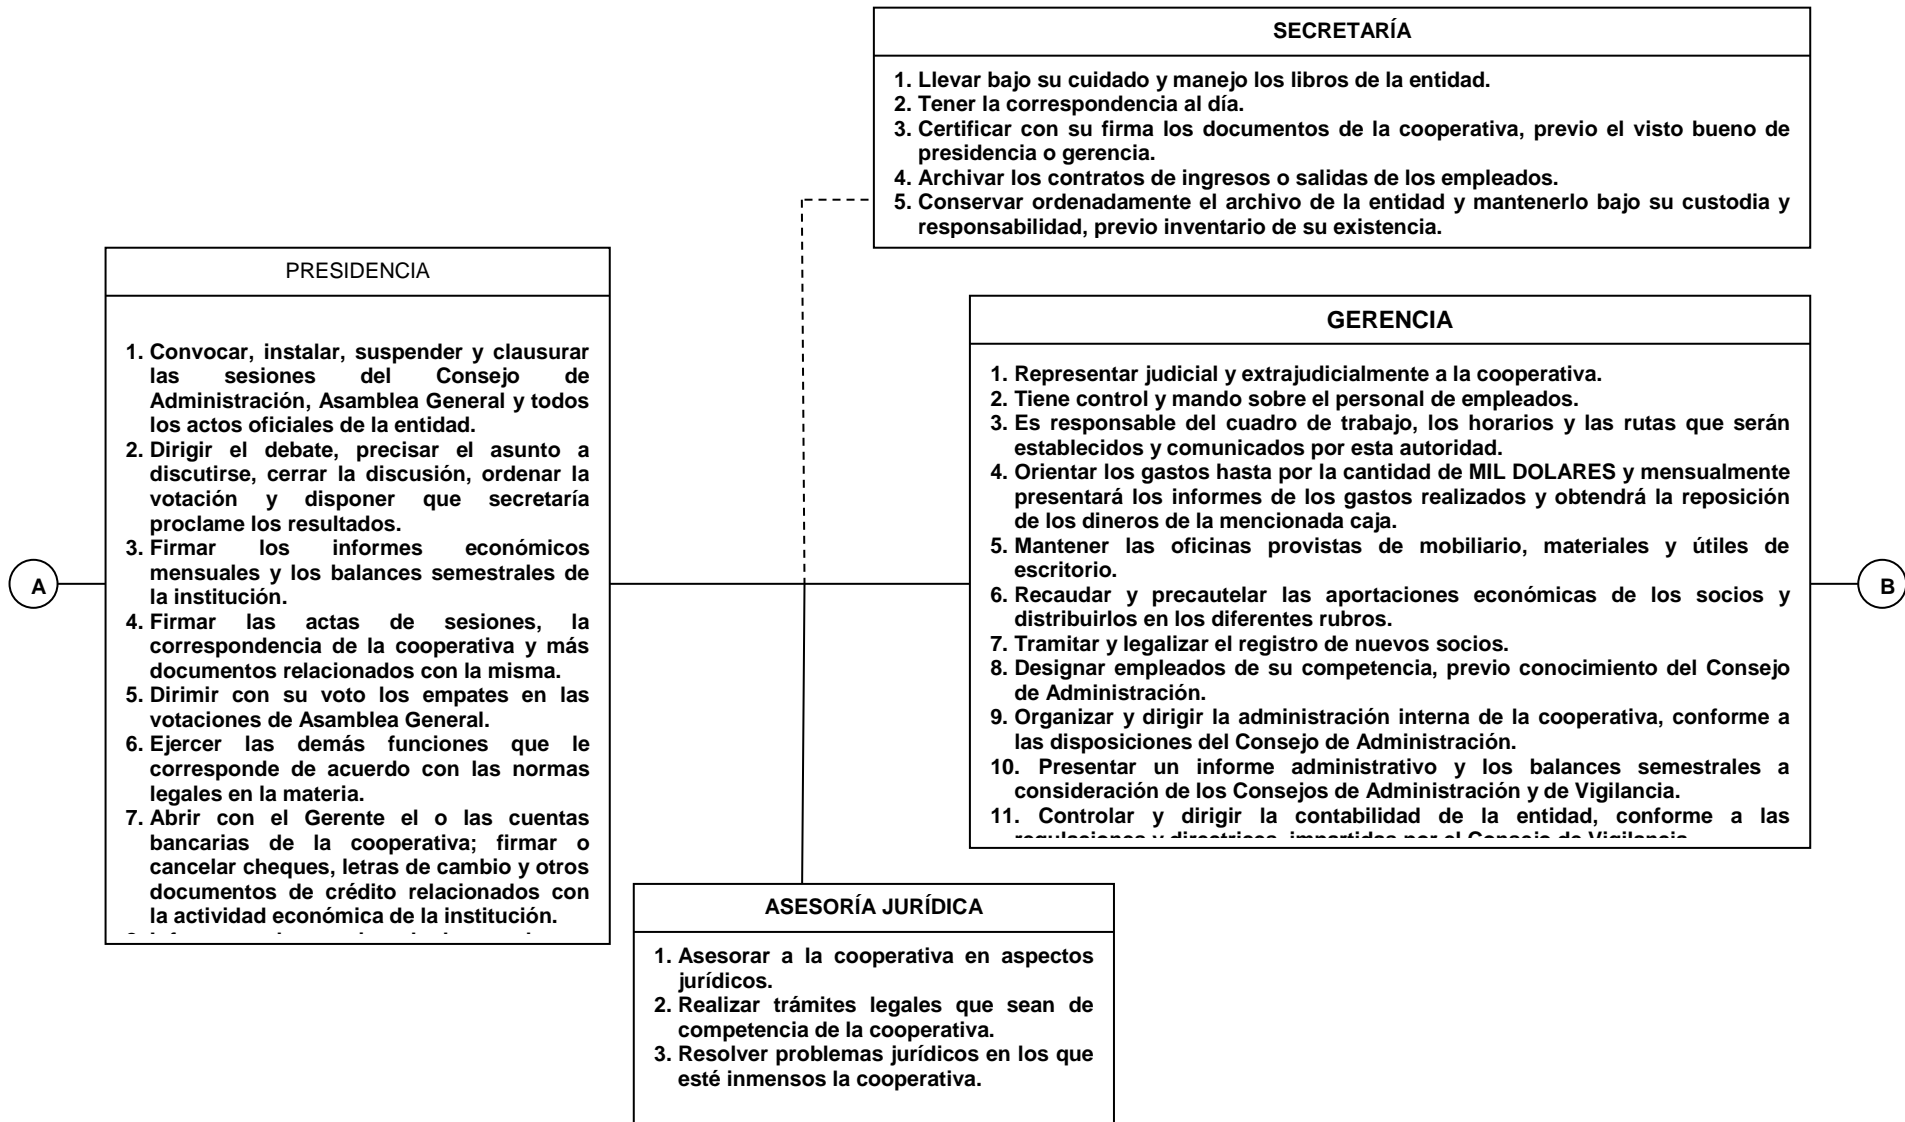 SECRETARÍA
1. Llevar bajo su cuidado y manejo los libros de la entidad.
2. Tener la correspondencia al día.
3. Certificar con su firma los documentos de la cooperativa, previo el visto bueno de
presidencia o gerencia.
4. Archivar los contratos de ingresos o salidas de los empleados.
5. Conservar ordenadamente el archivo de la entidad y mantenerlo bajo su custodia y
responsabilidad, previo inventario de su existencia.
A
PRESIDENCIA
1. Convocar, instalar, suspender y clausurar
las sesiones del Consejo de
Administración, Asamblea General y todos
los actos oficiales de la entidad.
2. Dirigir el debate, precisar el asunto a
discutirse, cerrar la discusión, ordenar la
votación y disponer que secretaría
proclame los resultados.
3. Firmar los informes económicos
mensuales y los balances semestrales de
la institución.
4. Firmar las actas de sesiones, la
correspondencia de la cooperativa y más
documentos relacionados con la misma.
5. Dirimir con su voto los empates en las
votaciones de Asamblea General.
6. Ejercer las demás funciones que le
corresponde de acuerdo con las normas
legales en la materia.
7. Abrir con el Gerente el o las cuentas
bancarias de la cooperativa; firmar o
cancelar cheques, letras de cambio y otros
documentos de crédito relacionados con
la actividad económica de la institución.
GERENCIA
1. Representar judicial y extrajudicialmente a la cooperativa.
2. Tiene control y mando sobre el personal de empleados.
3. Es responsable del cuadro de trabajo, los horarios y las rutas que serán
establecidos y comunicados por esta autoridad.
4. Orientar los gastos hasta por la cantidad de MIL DOLARES y mensualmente
presentará los informes de los gastos realizados y obtendrá la reposición
de los dineros de la mencionada caja.
5. Mantener las oficinas provistas de mobiliario, materiales y útiles de
escritorio.
6. Recaudar y precautelar las aportaciones económicas de los socios y
distribuirlos en los diferentes rubros.
7. Tramitar y legalizar el registro de nuevos socios.
8. Designar empleados de su competencia, previo conocimiento del Consejo
de Administración.
9. Organizar y dirigir la administración interna de la cooperativa, conforme a
las disposiciones del Consejo de Administración.
10. Presentar un informe administrativo y los balances semestrales a
consideración de los Consejos de Administración y de Vigilancia.
11. Controlar y dirigir la contabilidad de la entidad, conforme a las
regulaciones y directrices impartidas por el Consejo de Vigilancia
B
ASESORÍA JURÍDICA
1. Asesorar a la cooperativa en aspectos
jurídicos.
2. Realizar trámites legales que sean de
competencia de la cooperativa.
3. Resolver problemas jurídicos en los que
esté inmensos la cooperativa.